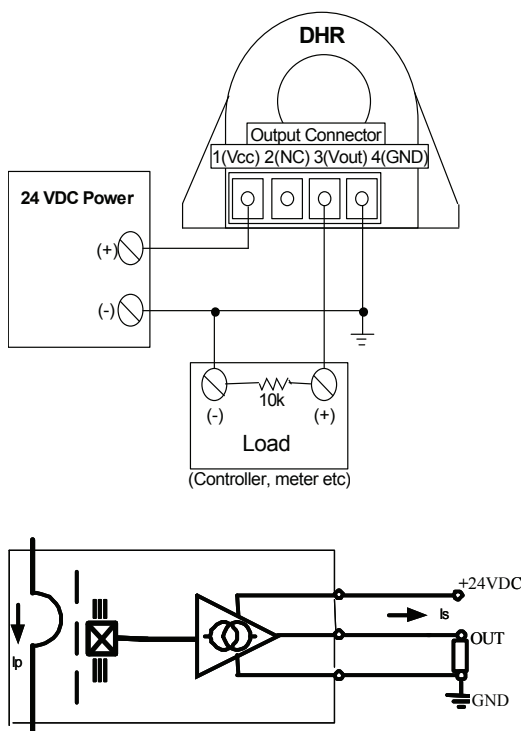 DHR
Output Connector
1(Vcc) 2(NC) 3(Vout) 4(GND)
24 VDC Power
(+)
(-)
10k
(-)
(+)
Load
(Controller, meter etc)
+24VDC
Is
Ip
OUT
GND